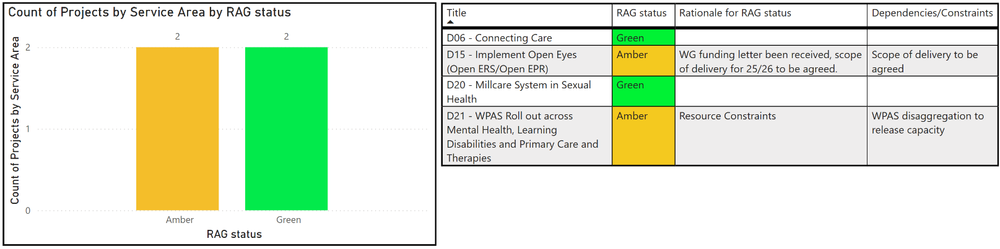 Count of Projects by Service Area by RAG status
Count of Projects by Service Area
2
1
0
2
2
Amber
Green
RAG status
Title
RAG status
Rationale for RAG status
Dependencies/Constraints
D06 - Connecting Care
Green
D15 - Implement Open Eyes
(Open ERS/Open EPR)
Amber
WG funding letter been received, scope
of delivery for 25/26 to be agreed.
Scope of delivery to be
agreed
D20 - Millcare System in Sexual
Health
Green
D21 - WPAS Roll out across
Mental Health, Learning
Disabilities and Primary Care and
Therapies
Amber
Resource Constraints
WPAS disaggregation to
release capacity